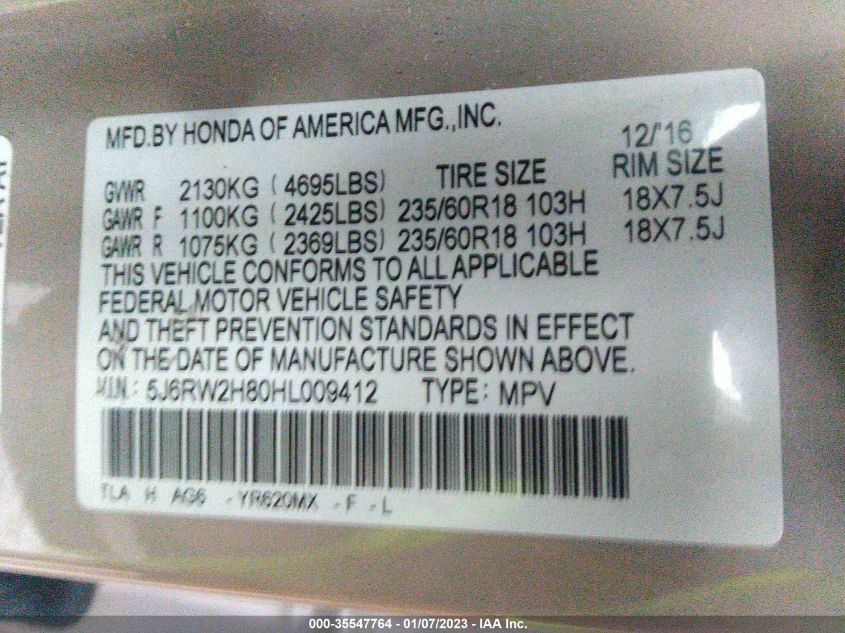 MFD.BY HONDA OF AMERICA MFG.,INC. 12/'16
GVWR 2130KG ( 4695LBS) TIRE SIZE RIM SIZE
GAWR F 1100KG ( 2425LBS) 235/60R18 103H 18X7.5J
GAWR R 1075KG ( 2369LBS) 235/60R18 103H 18X7.5J
THIS VEHICLE CONFORMS TO ALL APPLICABLE
FEDERAL MOTOR VEHICLE SAFETY
AND THEFT PREVENTION STANDARDS IN EFFECT
ON THE DATE OF MANUFACTURE SHOWN ABOVE.
V.I.N.: 5J6RW2H80HL009412 TYPE: MPV
TLA H AG6 -YR620MX -F -L
000-35547764 - 01/07/2023 - IAA Inc.